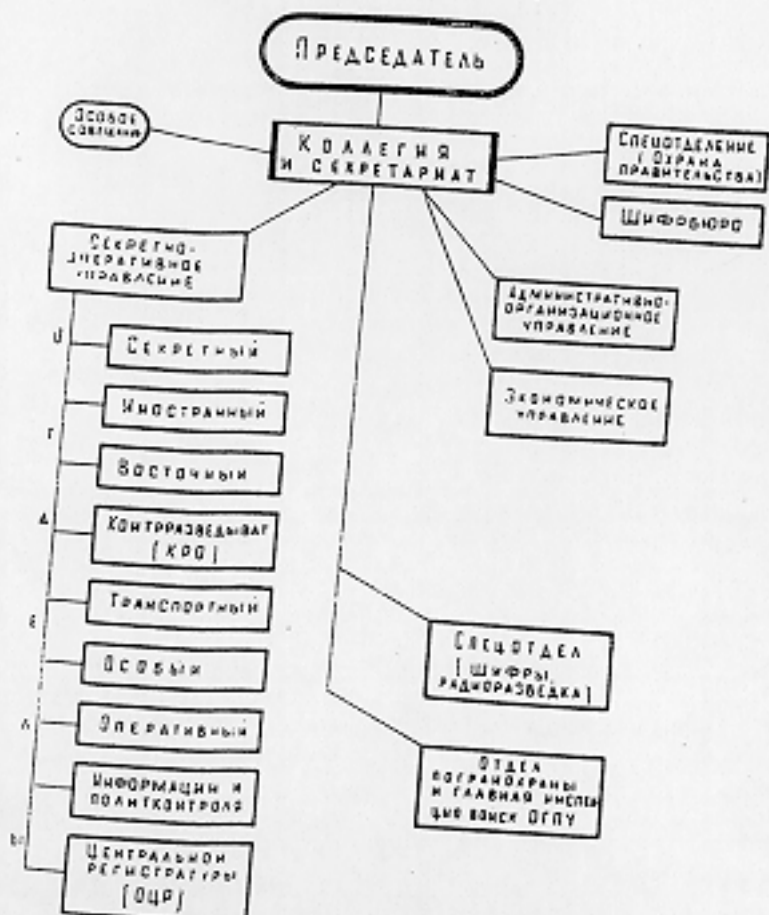 ПРЕДСЕДАТЕЛЬ
ОСОБОЕ
КОЛЛЕГИЯ
И СЕКРЕТАРИАТ
СПЕЦОТДЕЛЕНИЕ
(ОХРАНА
ПРАВИТЕЛЬСТВА)
ШИФРБЮРО
СЕКРЕТНО-
ОПЕРАТИВНОЕ
УПРАВЛЕНИЕ
АДМИНИСТРАТИВНО-
ОРГАНИЗАЦИОННОЕ
УПРАВЛЕНИЕ
ЭКОНОМИЧЕСКОЕ
УПРАВЛЕНИЕ
О
Т
Д
Е
Л
Ы
СЕКРЕТНЫЙ
ИНОСТРАННЫЙ
ВОСТОЧНЫЙ
КОНТРРАЗВЕДЫВАТ
(КРО)
ТРАНСПОРТНЫЙ
ОСОБЫЙ
ОПЕРАТИВНЫЙ
ИНФОРМАЦИИ И
ПОЛИТКОНТРОЛЯ
ЦЕНТРАЛЬНОЙ
РЕГИСТРАТУРЫ
(ОЦР)
СПЕЦОТДЕЛ
(ШИФРЫ,
РАДИОРАЗВЕДКА)
ОТДЕЛ
ПОГРАНОХРАНЫ
И ГЛАВНАЯ ИНСПЕК
ЦИЯ ВОЙСК ОГПУ